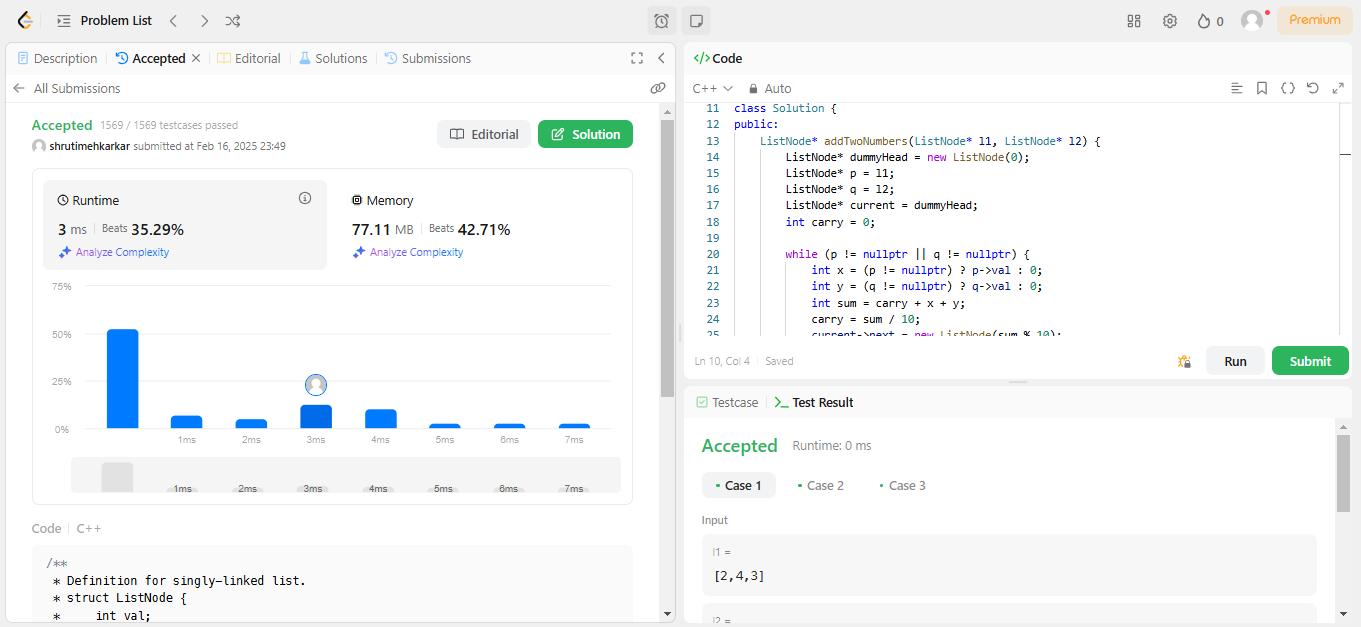 Problem List
0
Premium
Description
Accepted
Editorial
Solutions
Submissions
All Submissions
Accepted 1569 / 1569 testcases passed
shrutimehkarkar submitted at Feb 16, 2025 23:49
Editorial
Solution
Runtime
3 ms Beats 35.29%
Analyze Complexity
Memory
77.11 MB Beats 42.71%
Analyze Complexity
75%
50%
25%
0%
1ms 2ms 3ms 4ms 5ms 6ms 7ms
1ms 2ms 3ms 4ms 5ms 6ms 7ms
Code C++
/**
* Definition for singly-linked list.
* struct ListNode {
* int val;
</> Code
C++ Auto
11 class Solution {
12 public:
13 ListNode* addTwoNumbers(ListNode* l1, ListNode* l2) {
14 ListNode* dummyHead = new ListNode(0);
15 ListNode* p = l1;
16 ListNode* q = l2;
17 ListNode* current = dummyHead;
18 int carry = 0;
19
20 while (p != nullptr || q != nullptr) {
21 int x = (p != nullptr) ? p->val : 0;
22 int y = (q != nullptr) ? q->val : 0;
23 int sum = carry + x + y;
24 carry = sum / 10;
25 current->next = new ListNode(sum % 10);
Ln 10, Col 4 Saved
Run
Submit
Testcase
Test Result
Accepted Runtime: 0 ms
• Case 1 • Case 2 • Case 3
Input
l1 =
[2,4,3]
l2 =